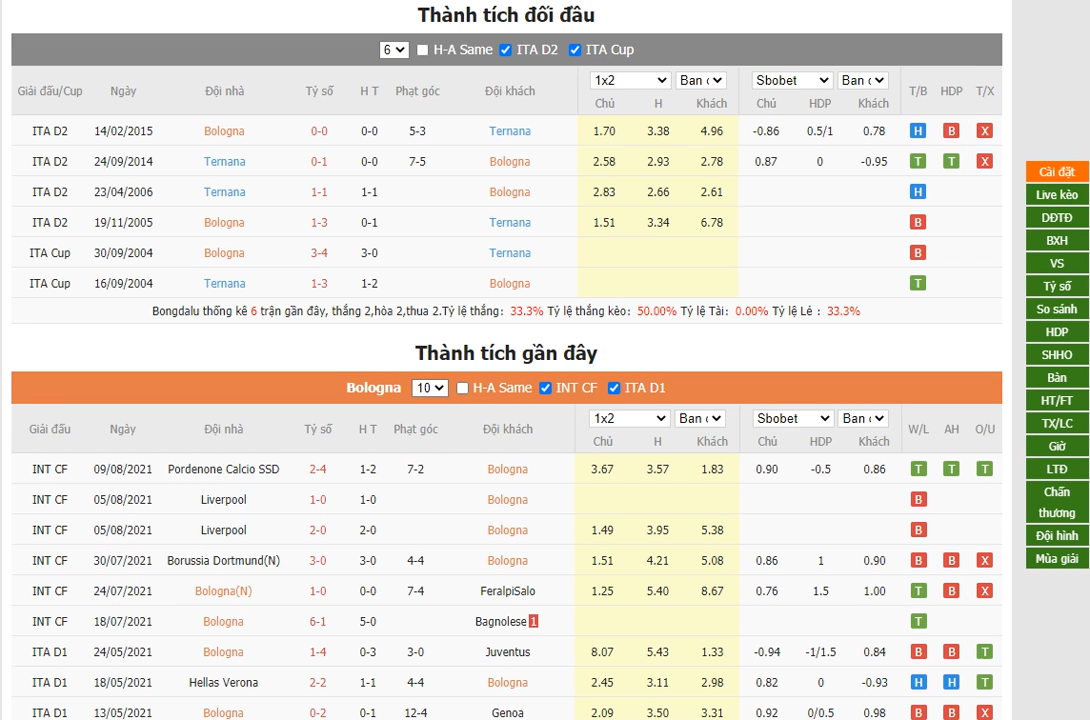 Thành tích đối đầu
6 H-A Same ITA D2 ITA Cup
Giải đấu/Cup Ngày Đội nhà Tỷ số H T Phạt góc Đội khách 1x2 Ban Sbobet Ban T/B HDP T/X
Chủ H Khách Chủ HDP Khách
ITA D2 14/02/2015 Bologna 0-0 0-0 5-3 Ternana 1.70 3.38 4.96 -0.86 0.5/1 0.78 H B X
ITA D2 24/09/2014 Ternana 0-1 0-0 7-5 Bologna 2.58 2.93 2.78 0.87 0 -0.95 T T X
ITA D2 23/04/2006 Ternana 1-1 1-1 Bologna 2.83 2.66 2.61 H
ITA D2 19/11/2005 Bologna 1-3 0-1 Ternana 1.51 3.34 6.78 B
ITA Cup 30/09/2004 Bologna 3-4 3-0 Ternana B
ITA Cup 16/09/2004 Ternana 1-3 1-2 Bologna T
Bongdalu thống kê 6 trận gần đây, thắng 2,hòa 2,thua 2.Tỷ lệ thắng: 33.3% Tỷ lệ thắng kèo: 50.00% Tỷ lệ Tài: 0.00% Tỷ lệ Lẻ : 33.3%
Thành tích gần đây
Bologna 10 H-A Same INT CF ITA D1
Giải đấu Ngày Đội nhà Tỷ số H T Phạt góc Đội khách 1x2 Ban Sbobet Ban W/L AH O/U
Chủ H Khách Chủ HDP Khách
INT CF 09/08/2021 Pordenone Calcio SSD 2-4 1-2 7-2 Bologna 3.67 3.57 1.83 0.90 -0.5 0.86 T T T
INT CF 05/08/2021 Liverpool 1-0 1-0 Bologna B
INT CF 05/08/2021 Liverpool 2-0 2-0 Bologna 1.49 3.95 5.38 B
INT CF 30/07/2021 Borussia Dortmund(N) 3-0 3-0 4-4 Bologna 1.51 4.21 5.08 0.86 1 0.90 B B X
INT CF 24/07/2021 Bologna(N) 1-0 0-0 7-4 FeralpiSalo 1.25 5.40 8.67 0.76 1.5 1.00 T B X
INT CF 18/07/2021 Bologna 6-1 5-0 Bagnolese 1 T
ITA D1 24/05/2021 Bologna 1-4 0-3 3-0 Juventus 8.07 5.43 1.33 -0.94 -1/1.5 0.84 B B T
ITA D1 18/05/2021 Hellas Verona 2-2 1-1 4-4 Bologna 2.45 3.11 2.98 0.82 0 -0.93 H H T
ITA D1 13/05/2021 Bologna 0-2 0-1 12-4 Genoa 2.09 3.50 3.31 0.92 0/0.5 0.98 B B X
Cài đặt
Live kèo
DĐTĐ
BXH
VS
Tỷ số
So sánh
HDP
SHHO
Bàn
HT/FT
TX/LC
Giờ
LTĐ
Chấn
thương
Đội hình
Mùa giải